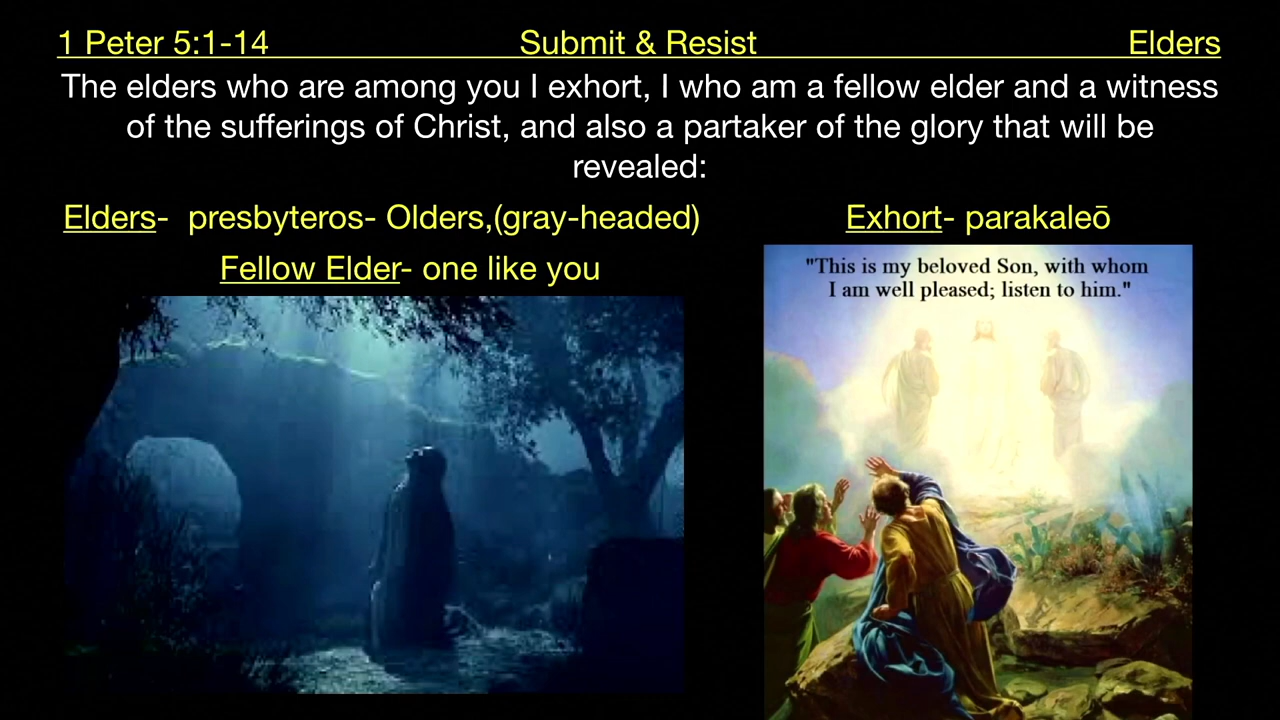 1 Peter 5:1-14 Submit & Resist Elders
The elders who are among you I exhort, I who am a fellow elder and a witness
of the sufferings of Christ, and also a partaker of the glory that will be
revealed:
Elders-  presbyteros- Olders,(gray-headed)
Fellow Elder- one like you
Exhort- parakaleō
"This is my beloved Son, with whom
I am well pleased; listen to him."